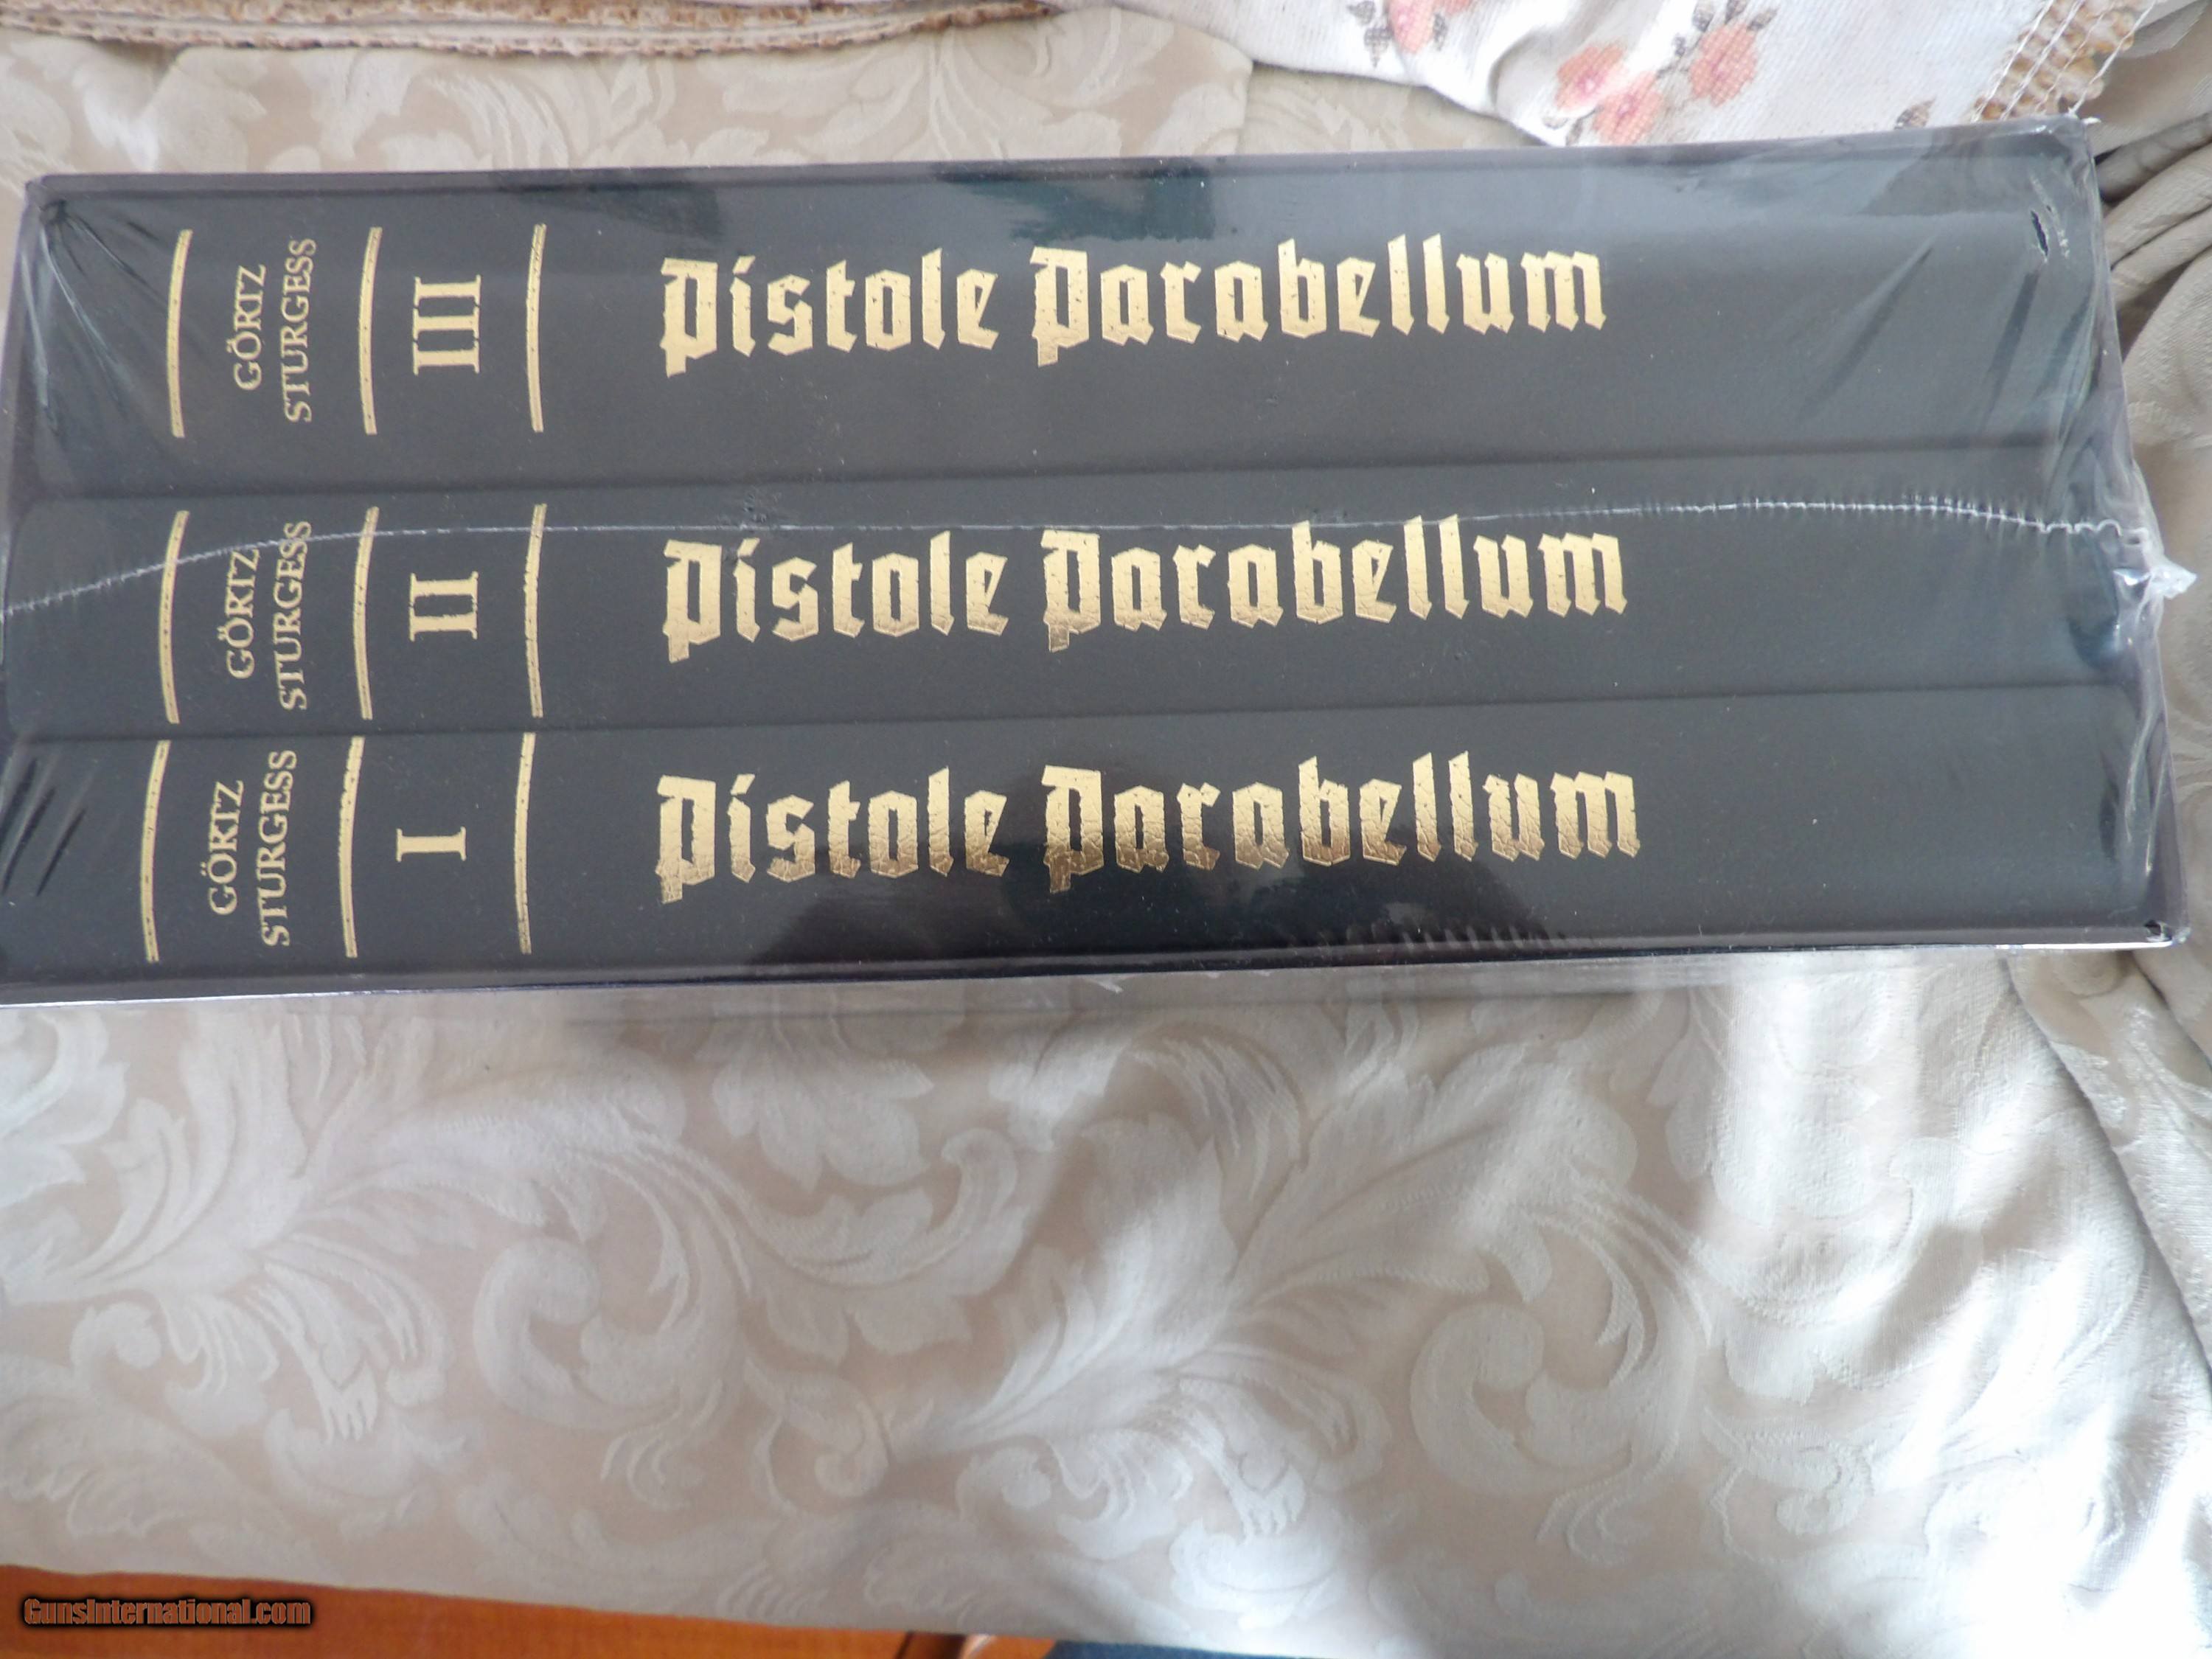 GÖRTZ
STURGESS
III
Pistole Parabellum
GÖRTZ
STURGESS
II
Pistole Parabellum
GÖRTZ
STURGESS
I
Pistole Parabellum
GunsInternational.com